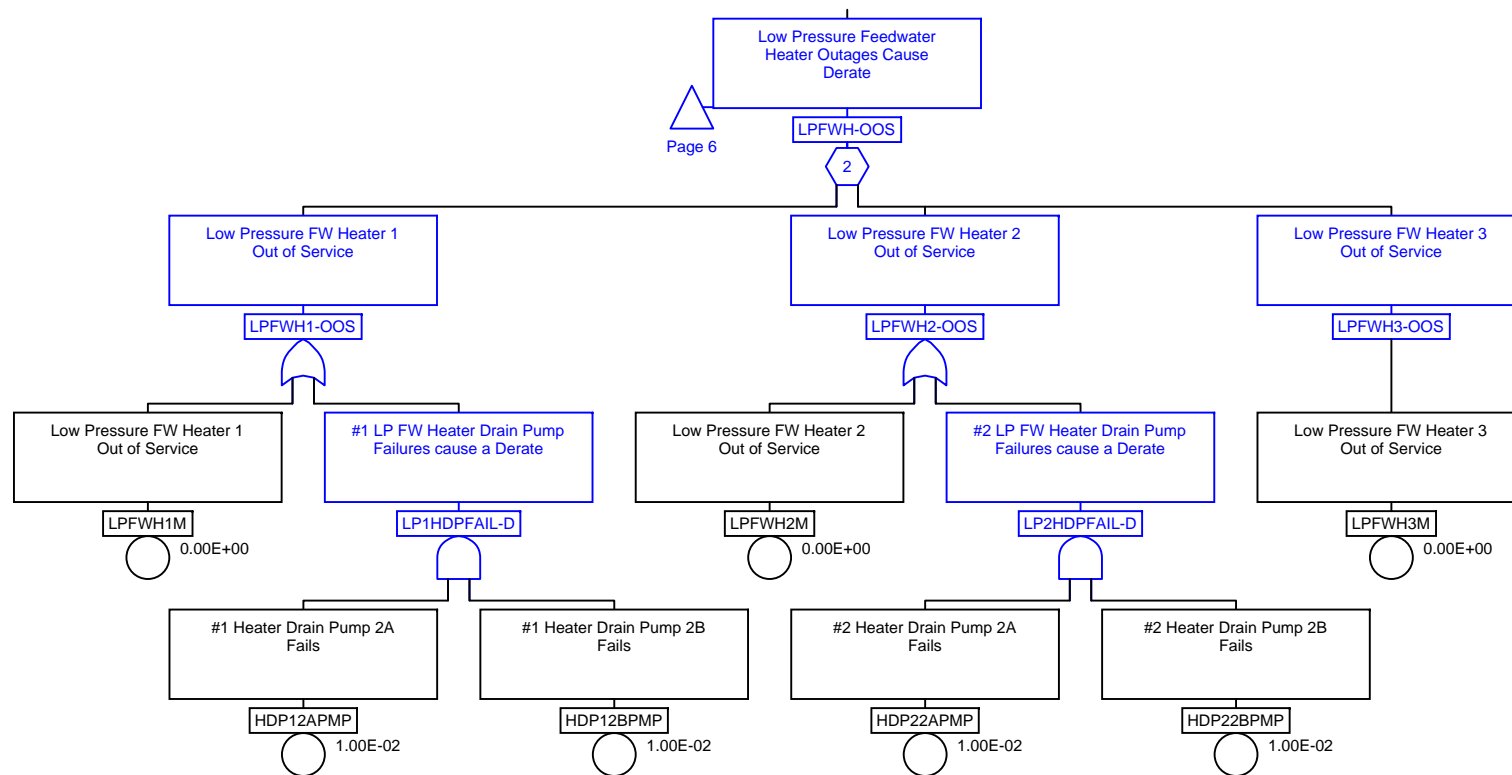 Low Pressure Feedwater
Heater Outages Cause
Derate
LPFWH-OOS
Page 6
2
Low Pressure FW Heater 1
Out of Service
LPFWH1-OOS
Low Pressure FW Heater 2
Out of Service
LPFWH2-OOS
Low Pressure FW Heater 3
Out of Service
LPFWH3-OOS
Low Pressure FW Heater 1
Out of Service
LPFWH1M
0.00E+00
#1 LP FW Heater Drain Pump
Failures cause a Derate
LP1HDPFAIL-D
Low Pressure FW Heater 2
Out of Service
LPFWH2M
0.00E+00
#2 LP FW Heater Drain Pump
Failures cause a Derate
LP2HDPFAIL-D
Low Pressure FW Heater 3
Out of Service
LPFWH3M
0.00E+00
#1 Heater Drain Pump 2A
Fails
HDP12APMP
1.00E-02
#1 Heater Drain Pump 2B
Fails
HDP12BPMP
1.00E-02
#2 Heater Drain Pump 2A
Fails
HDP22APMP
1.00E-02
#2 Heater Drain Pump 2B
Fails
HDP22BPMP
1.00E-02